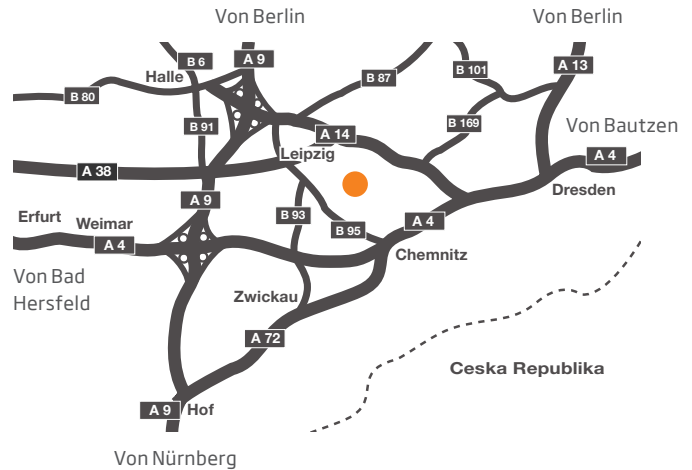 Von Berlin
Von Berlin
B 6
A 9
A 13
Halle
B 87
B 101
B 80
B 91
A 14
B 169
Von Bautzen
Leipzig
A 4
A 38
Dresden
A 9
Erfurt
Weimar
B 93
B 95
A 4
A 4
Chemnitz
Von Bad
Hersfeld
Zwickau
A 72
Ceska Republika
A 9
Hof
Von Nürnberg